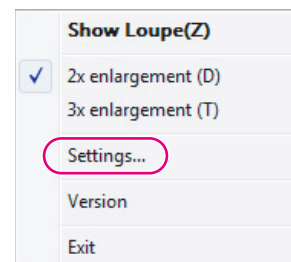 Show Loupe(Z)
2x enlargement (D)
3x enlargement (T)
Settings...
Version
Exit